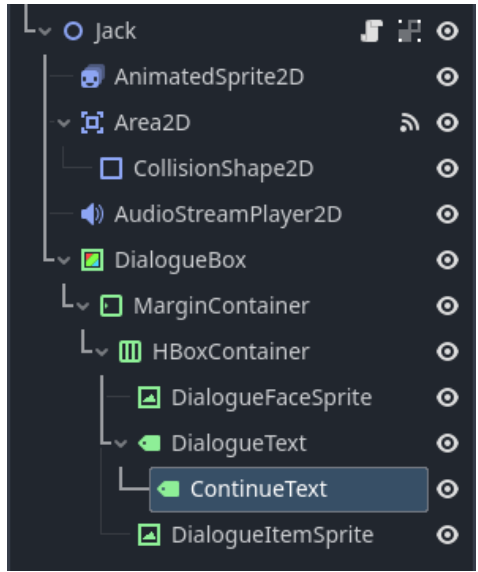 Jack
AnimatedSprite2D
Area2D
CollisionShape2D
AudioStreamPlayer2D
DialogueBox
MarginContainer
HBoxContainer
DialogueFaceSprite
DialogueText
ContinueText
DialogueItemSprite